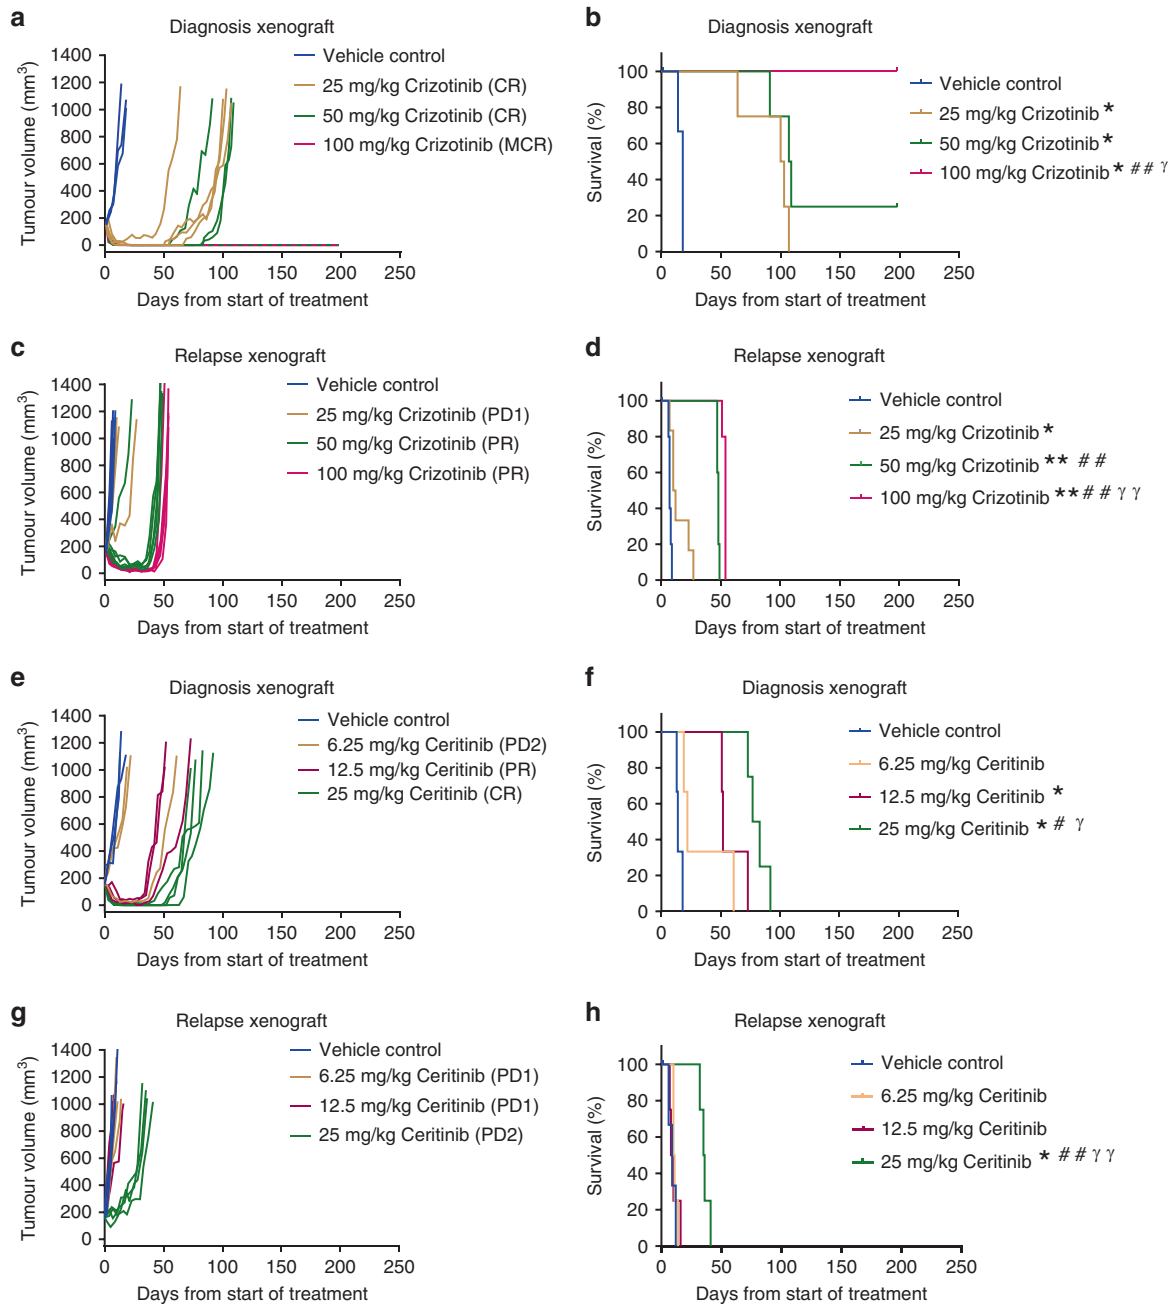 a
Diagnosis xenograft
Tumour volume (mm³)
1400
1200
1000
800
600
400
200
0
0 50 100 150 200 250
Days from start of treatment
Vehicle control
25 mg/kg Crizotinib (CR)
50 mg/kg Crizotinib (CR)
100 mg/kg Crizotinib (MCR)
b
Diagnosis xenograft
Survival (%)
100
80
60
40
20
0
0 50 100 150 200 250
Days from start of treatment
Vehicle control
25 mg/kg Crizotinib *
50 mg/kg Crizotinib *
100 mg/kg Crizotinib * ## γ
c
Relapse xenograft
Tumour volume (mm³)
1400
1200
1000
800
600
400
200
0
0 50 100 150 200 250
Days from start of treatment
Vehicle control
25 mg/kg Crizotinib (PD1)
50 mg/kg Crizotinib (PR)
100 mg/kg Crizotinib (PR)
d
Relapse xenograft
Survival (%)
100
80
60
40
20
0
0 50 100 150 200 250
Days from start of treatment
Vehicle control
25 mg/kg Crizotinib *
50 mg/kg Crizotinib ** ##
100 mg/kg Crizotinib ** ## γ γ
e
Diagnosis xenograft
Tumour volume (mm³)
1400
1200
1000
800
600
400
200
0
0 50 100 150 200 250
Days from start of treatment
Vehicle control
6.25 mg/kg Ceritinib (PD2)
12.5 mg/kg Ceritinib (PR)
25 mg/kg Ceritinib (CR)
f
Diagnosis xenograft
Survival (%)
100
80
60
40
20
0
0 50 100 150 200 250
Days from start of treatment
Vehicle control
6.25 mg/kg Ceritinib
12.5 mg/kg Ceritinib *
25 mg/kg Ceritinib * # γ
g
Relapse xenograft
Tumour volume (mm³)
1400
1200
1000
800
600
400
200
0
0 50 100 150 200 250
Days from start of treatment
Vehicle control
6.25 mg/kg Ceritinib (PD1)
12.5 mg/kg Ceritinib (PD1)
25 mg/kg Ceritinib (PD2)
h
Relapse xenograft
Survival (%)
100
80
60
40
20
0
0 50 100 150 200 250
Days from start of treatment
Vehicle control
6.25 mg/kg Ceritinib
12.5 mg/kg Ceritinib
25 mg/kg Ceritinib * ## γ γ